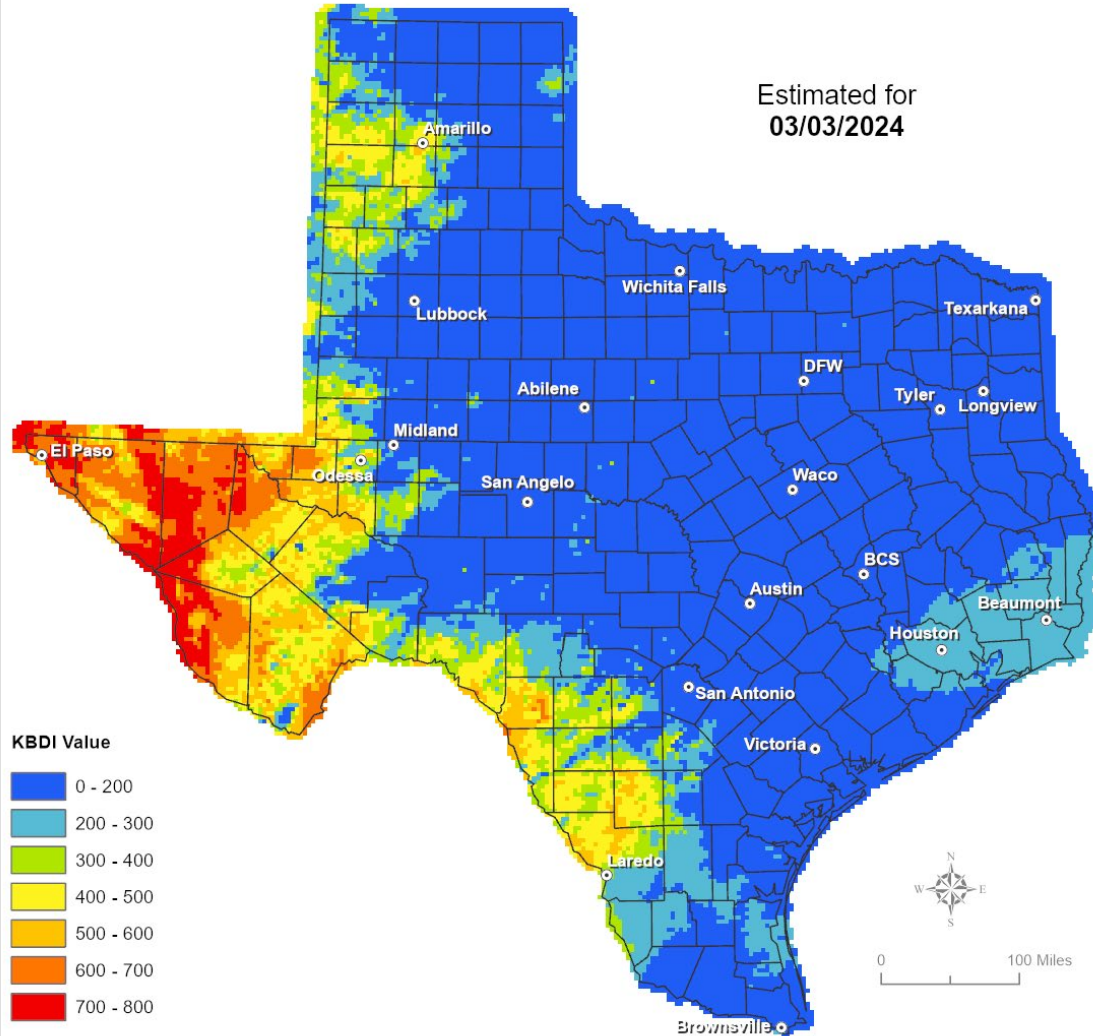 Estimated for
03/03/2024
Amarillo
Wichita Falls
Lubbock
Texarkana
DFW
Abilene
Tyler
Longview
Midland
El Paso
Odessa
San Angelo
Waco
BCS
Austin
Beaumont
Houston
San Antonio
Victoria
KBDI Value
0 - 200
200 - 300
300 - 400
400 - 500
500 - 600
600 - 700
700 - 800
Laredo
N
W E
S
0 100 Miles
Brownsville